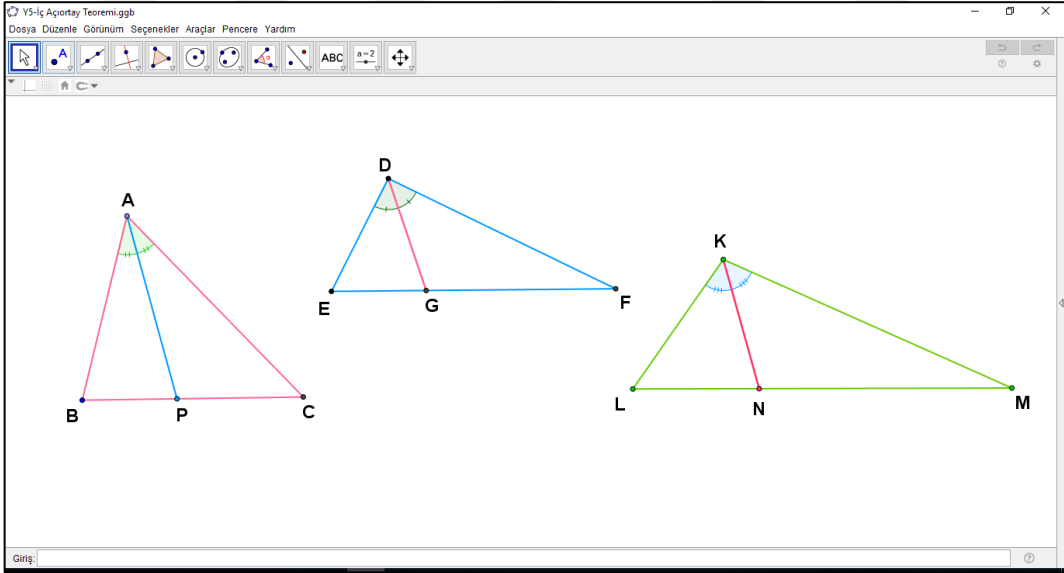 Y5-İç Açıortay Teoremi.ggb
Dosya Düzenle Görünüm Seçenekler Araçlar Pencere Yardım
A
ABC
a=2
D
A
K
E
G
F
B
P
C
L
N
M
Giriş: